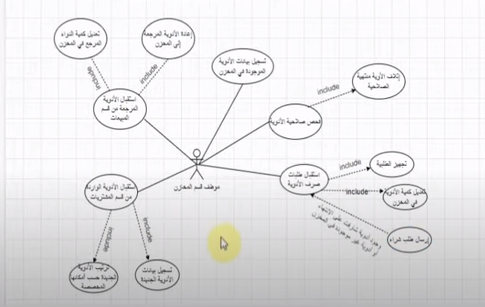 تعديل كمية الدواء
المرجع في المخزن
إعادة الأدوية المرجعة
إلى المخزن
تسجيل بيانات الأدوية
الموجودة في المخزن
إتلاف الأدوية منتهية
الصلاحية
include
include
include
استقبال الأدوية
المرجعة من قسم
المبيعات
فحص صلاحية الأدوية
موظف قسم المخازن
استقبال طلبات
صرف الأدوية
include
تجهيز الطلبية
include
تعديل كمية الأدوية
في المخزن
إرسال طلب شراء
استقبال الأدوية الواردة
من قسم المشتريات
include
include
ترتيب الأدوية
الجديدة حسب أماكنها
المخصصة
تسجيل بيانات
الأدوية الجديدة